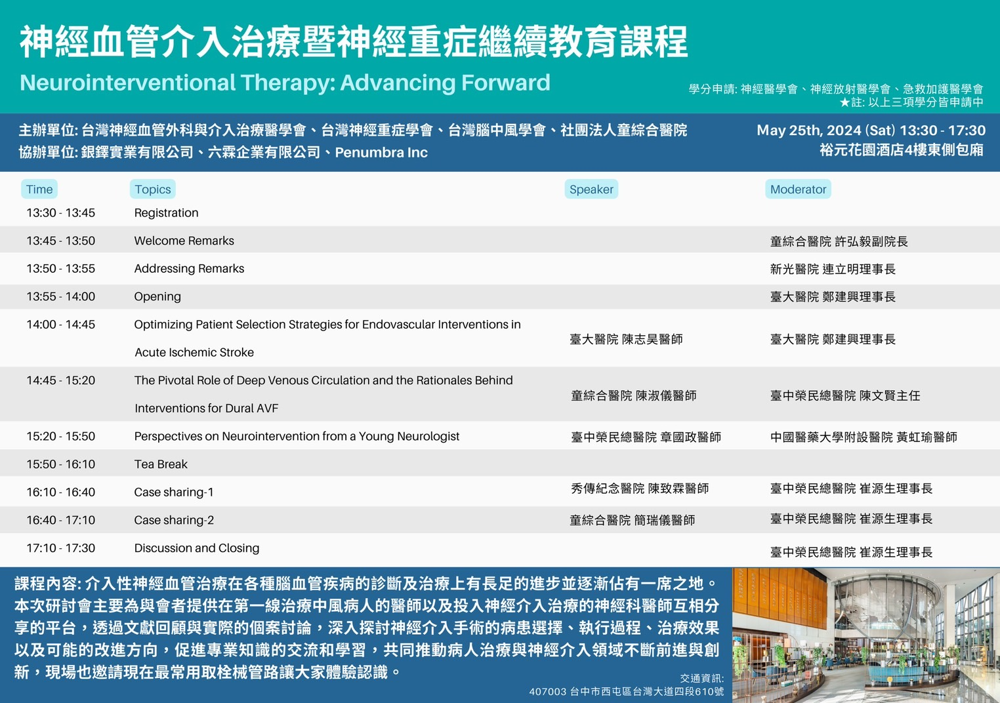 神經血管介入治療暨神經重症繼續教育課程
Neurointerventional Therapy: Advancing Forward
學分申請: 神經醫學會、神經放射醫學會、急救加護醫學會
★註: 以上三項學分皆申請中
主辦單位: 台灣神經血管外科與介入治療醫學會、台灣神經重症學會、台灣腦中風學會、社團法人童綜合醫院
協辦單位: 銀鐸實業有限公司、六霖企業有限公司、Penumbra Inc
May 25th, 2024 (Sat) 13:30 - 17:30
裕元花園酒店4樓東側包廂
Time Topics Speaker Moderator
13:30 - 13:45 Registration
13:45 - 13:50 Welcome Remarks 童綜合醫院 許弘毅副院長
13:50 - 13:55 Addressing Remarks 新光醫院 連立明理事長
13:55 - 14:00 Opening 臺大醫院 鄭建興理事長
14:00 - 14:45 Optimizing Patient Selection Strategies for Endovascular Interventions in
Acute Ischemic Stroke 臺大醫院 陳志昊醫師 臺大醫院 鄭建興理事長
14:45 - 15:20 The Pivotal Role of Deep Venous Circulation and the Rationales Behind
Interventions for Dural AVF 童綜合醫院 陳淑儀醫師 臺中榮民總醫院 陳文賢主任
15:20 - 15:50 Perspectives on Neurointervention from a Young Neurologist 臺中榮民總醫院 章國政醫師 中國醫藥大學附設醫院 黃虹瑜醫師
15:50 - 16:10 Tea Break
16:10 - 16:40 Case sharing-1 秀傳紀念醫院 陳致霖醫師 臺中榮民總醫院 崔源生理事長
16:40 - 17:10 Case sharing-2 童綜合醫院 簡瑞儀醫師 臺中榮民總醫院 崔源生理事長
17:10 - 17:30 Discussion and Closing 臺中榮民總醫院 崔源生理事長
課程內容: 介入性神經血管治療在各種腦血管疾病的診斷及治療上有長足的進步並逐漸佔有一席之地。
本次研討會主要為與會者提供在第一線治療中風病人的醫師以及投入神經介入治療的神經科醫師互相分
享的平台，透過文獻回顧與實際的個案討論，深入探討神經介入手術的病患選擇、執行過程、治療效果
以及可能的改進方向，促進專業知識的交流和學習，共同推動病人治療與神經介入領域不斷前進與創
新，現場也邀請現在最常用取栓械管路讓大家體驗認識。
交通資訊:
407003 台中市西屯區台灣大道四段610號